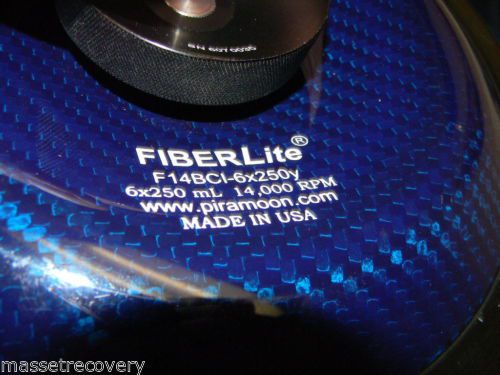 FIBERLite®
F14BCI-6x250y
6x250 mL 14,000 RPM
www.piramoon.com
MADE IN USA
massetrecovery